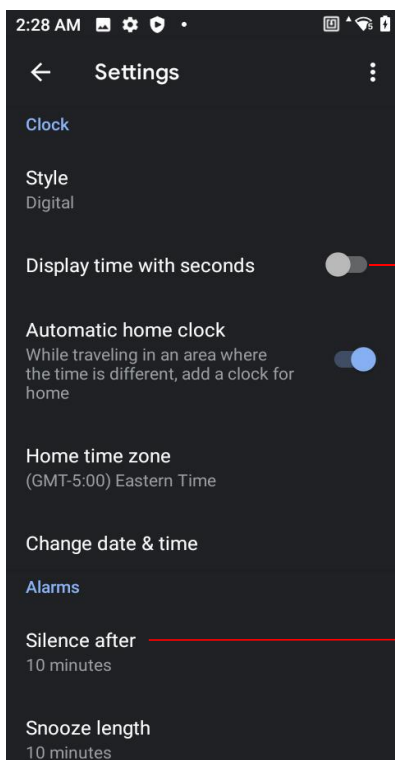 2:28 AM
Settings
Clock
Style
Digital
Display time with seconds
Automatic home clock
While traveling in an area where
the time is different, add a clock for
home
Home time zone
(GMT-5:00) Eastern Time
Change date & time
Alarms
Silence after
10 minutes
Snooze length
10 minutes